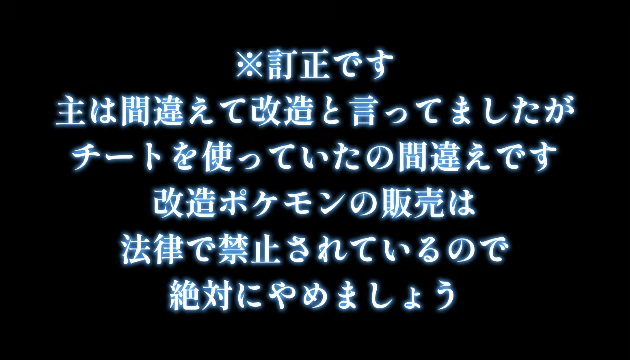 ※訂正です
主は間違えて改造と言ってましたが
チートを使っていたの間違えです
改造ポケモンの販売は
法律で禁止されているので
絶対にやめましょう